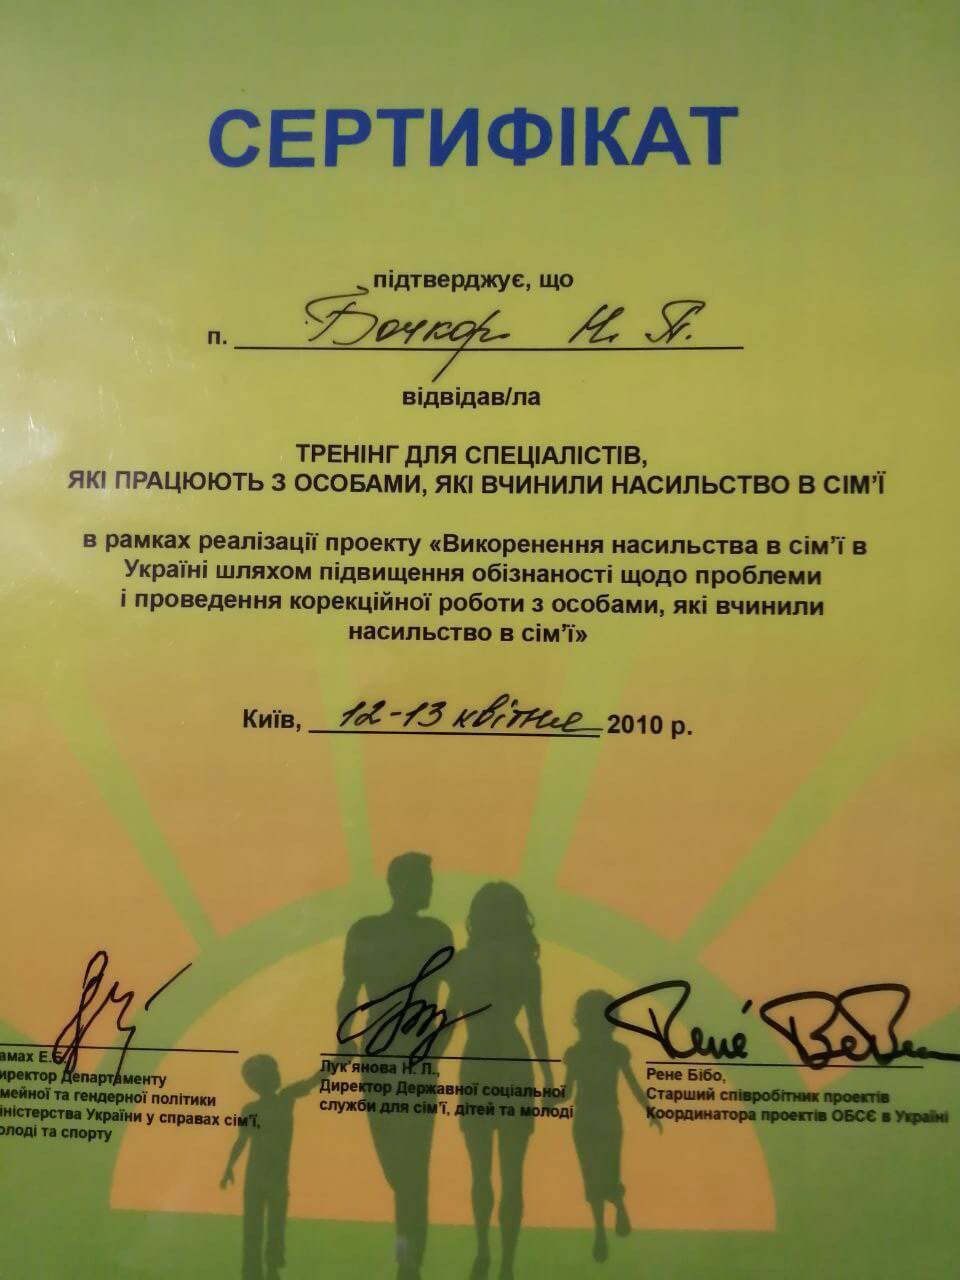 СЕРТИФІКАТ
підтверджує, що
п. Бочкор Н. П.
відвідав/ла
ТРЕНІНГ ДЛЯ СПЕЦІАЛІСТІВ,
ЯКІ ПРАЦЮЮТЬ З ОСОБАМИ, ЯКІ ВЧИНИЛИ НАСИЛЬСТВО В СІМ'Ї
в рамках реалізації проекту «Викоренення насильства в сім'ї в
Україні шляхом підвищення обізнаності щодо проблеми
і проведення корекційної роботи з особами, які вчинили
насильство в сім'ї»
Київ, 12-13 квітня 2010 р.
амах Е.Б.
иректор Департаменту
мейної та гендерної політики
іністерства України у справах сім'ї,
олоді та спорту
Лук'янова Н. Л.,
Директор Державної соціальної
служби для сім'ї, дітей та молоді
René
Рене Бібо,
Старший співробітник проектів
Координатора проектів ОБСЄ в Україні